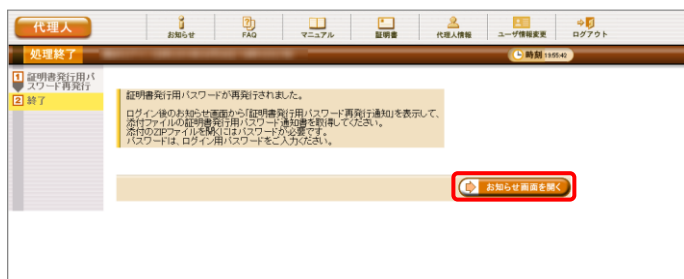 代理人
お知らせ
FAQ
マニュアル
証明書
代理人情報
ユーザ情報変更
ログアウト
処理終了
時刻 13:55:40
1 証明書発行用パ
スワード再発行
2 終了
証明書発行用パスワードが再発行されました。
ログイン後のお知らせ画面から「証明書発行用パスワード再発行通知」を表示して、
添付ファイルの証明書発行用パスワード通知書を取得してください。
添付のZIPファイルを開くにはパスワードが必要です。
パスワードは、ログイン用パスワードをご入力ください。
お知らせ画面を開く